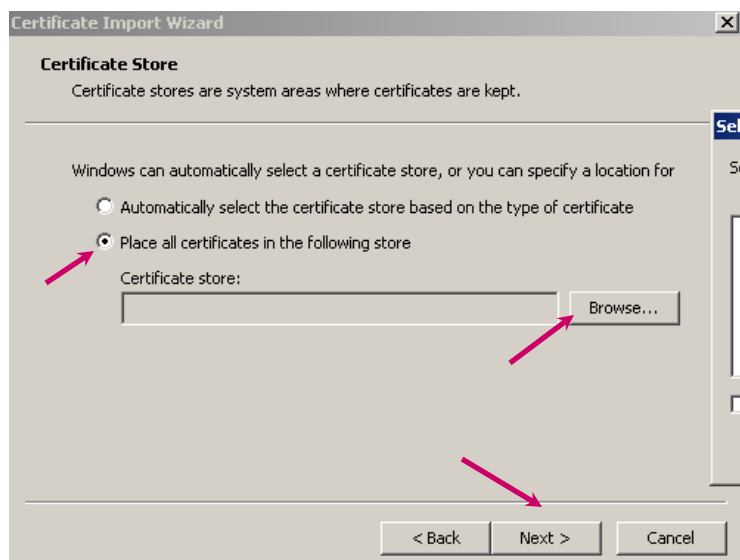 Certificate Import Wizard
Certificate Store
Certificate stores are system areas where certificates are kept.
Windows can automatically select a certificate store, or you can specify a location for
Automatically select the certificate store based on the type of certificate
Place all certificates in the following store
Certificate store:
Browse...
< Back
Next >
Cancel